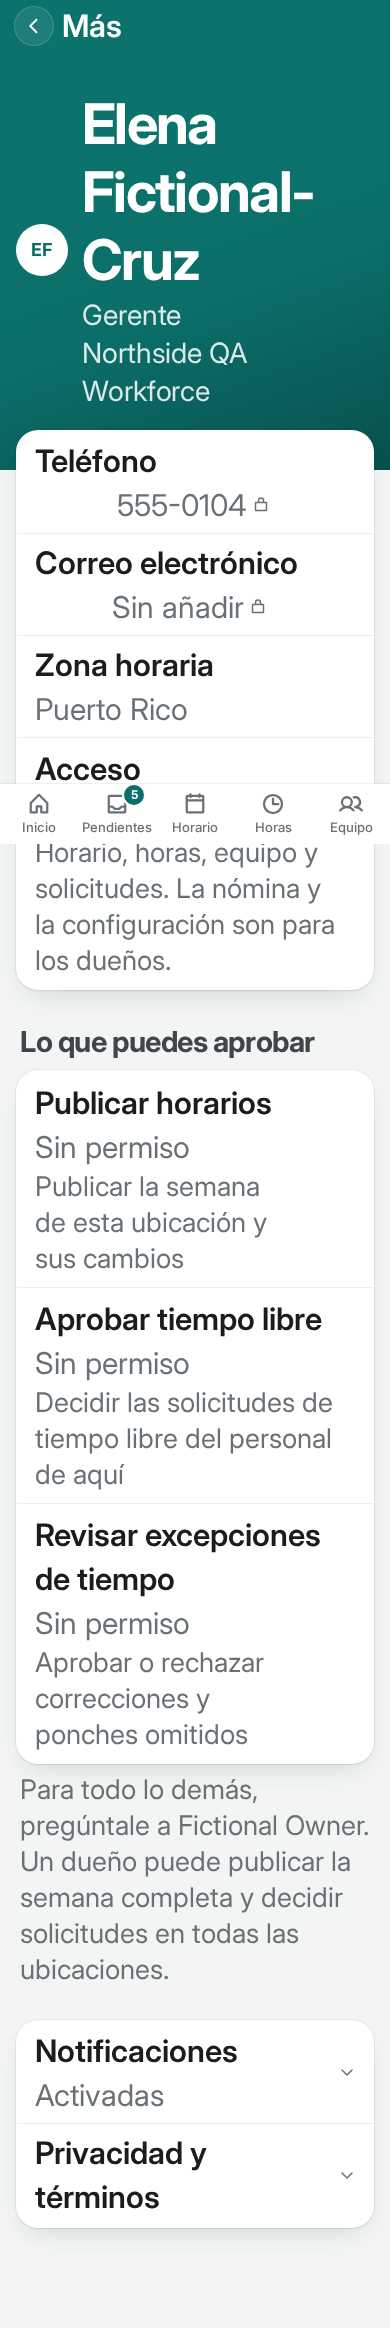 Más
Elena
Fictional-
EF
Cruz
Gerente
Northside QA
Workforce
Teléfono
555-0104
Correo electrónico
Sin añadir
Zona horaria
Puerto Rico
Acceso
5
Inicio
Pendientes
Horario
Horas
Equipo
Horario, horas, equipo y
solicitudes. La nómina y
la configuración son para
los dueños.
Lo que puedes aprobar
Publicar horarios
Sin permiso
Publicar la semana
de esta ubicación y
sus cambios
Aprobar tiempo libre
Sin permiso
Decidir las solicitudes de
tiempo libre del personal
de aquí
Revisar excepciones
de tiempo
Sin permiso
Aprobar o rechazar
correcciones y
ponches omitidos
Para todo lo demás,
pregúntale a Fictional Owner.
Un dueño puede publicar la
semana completa y decidir
solicitudes en todas las
ubicaciones.
Notificaciones
Activadas
Privacidad y
términos